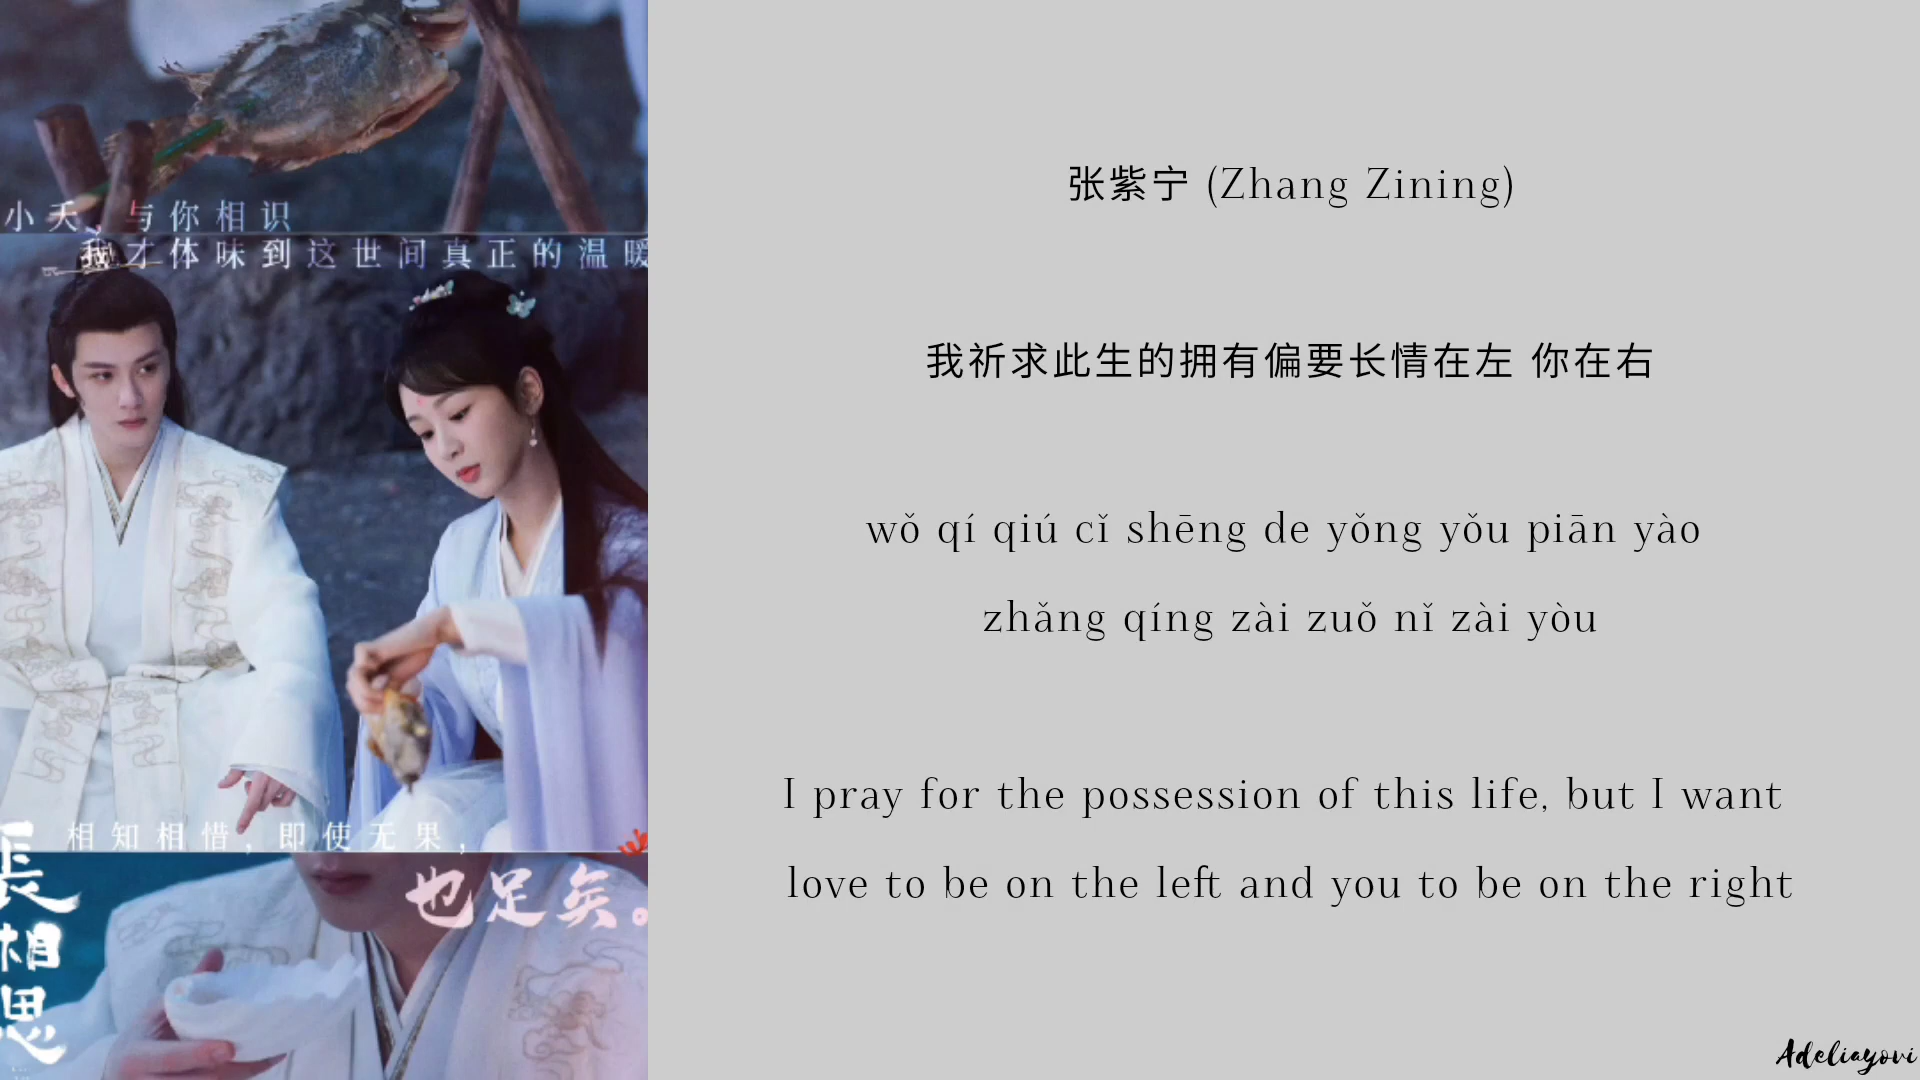 小夭，与你相识
我才体味到这世间真正的温暖
相知相惜，即使无果，
也足矣。
長相思
张紫宁 (Zhang Zining)
我祈求此生的拥有偏要长情在左 你在右
wǒ qí qiú cǐ shēng de yǒng yǒu piān yào
zhǎng qíng zài zuǒ nǐ zài yòu
I pray for the possession of this life, but I want
love to be on the left and you to be on the right
Adeliayovi